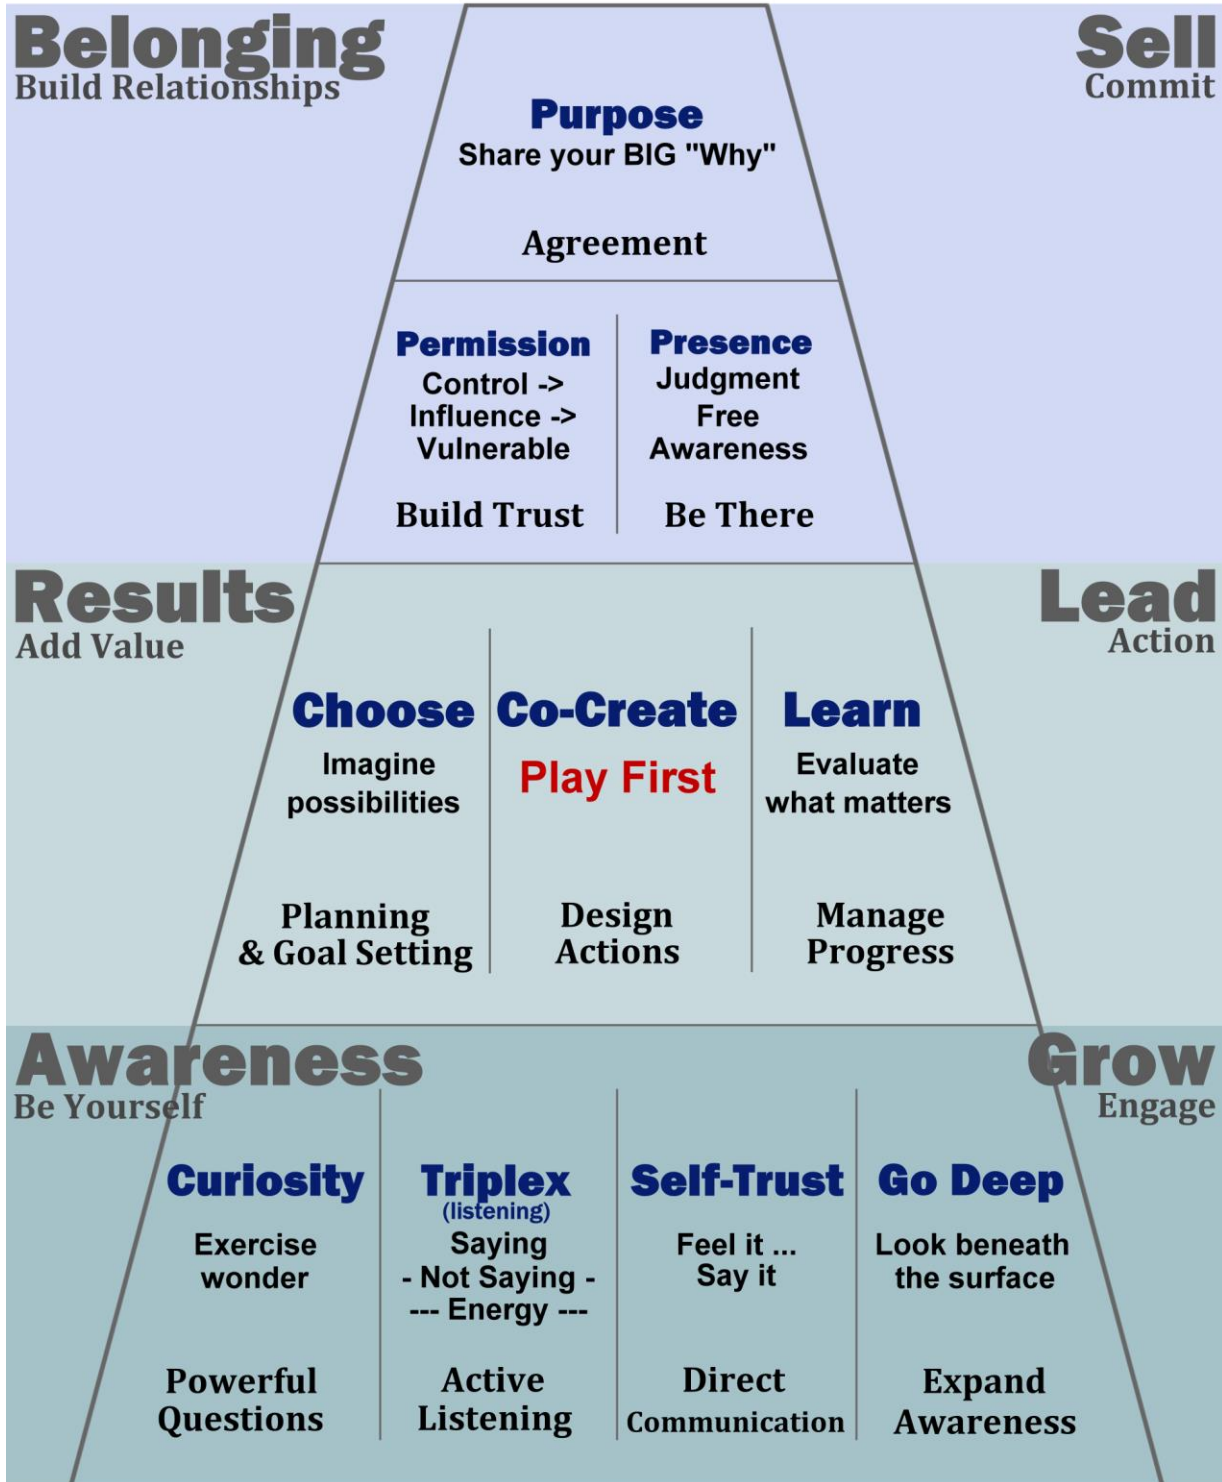 Belonging
Build Relationships
Sell
Commit
Purpose
Share your BIG "Why"
Agreement
Permission
Control ->
Influence ->
Vulnerable
Build Trust
Presence
Judgment
Free
Awareness
Be There
Results
Add Value
Lead
Action
Choose
Imagine
possibilities
Planning
& Goal Setting
Co-Create
Play First
Design
Actions
Learn
Evaluate
what matters
Manage
Progress
Awareness
Be Yourself
Grow
Engage
Curiosity
Exercise
wonder
Powerful
Questions
Triplex
(listening)
Saying
- Not Saying -
--- Energy ---
Active
Listening
Self-Trust
Feel it ...
Say it
Direct
Communication
Go Deep
Look beneath
the surface
Expand
Awareness